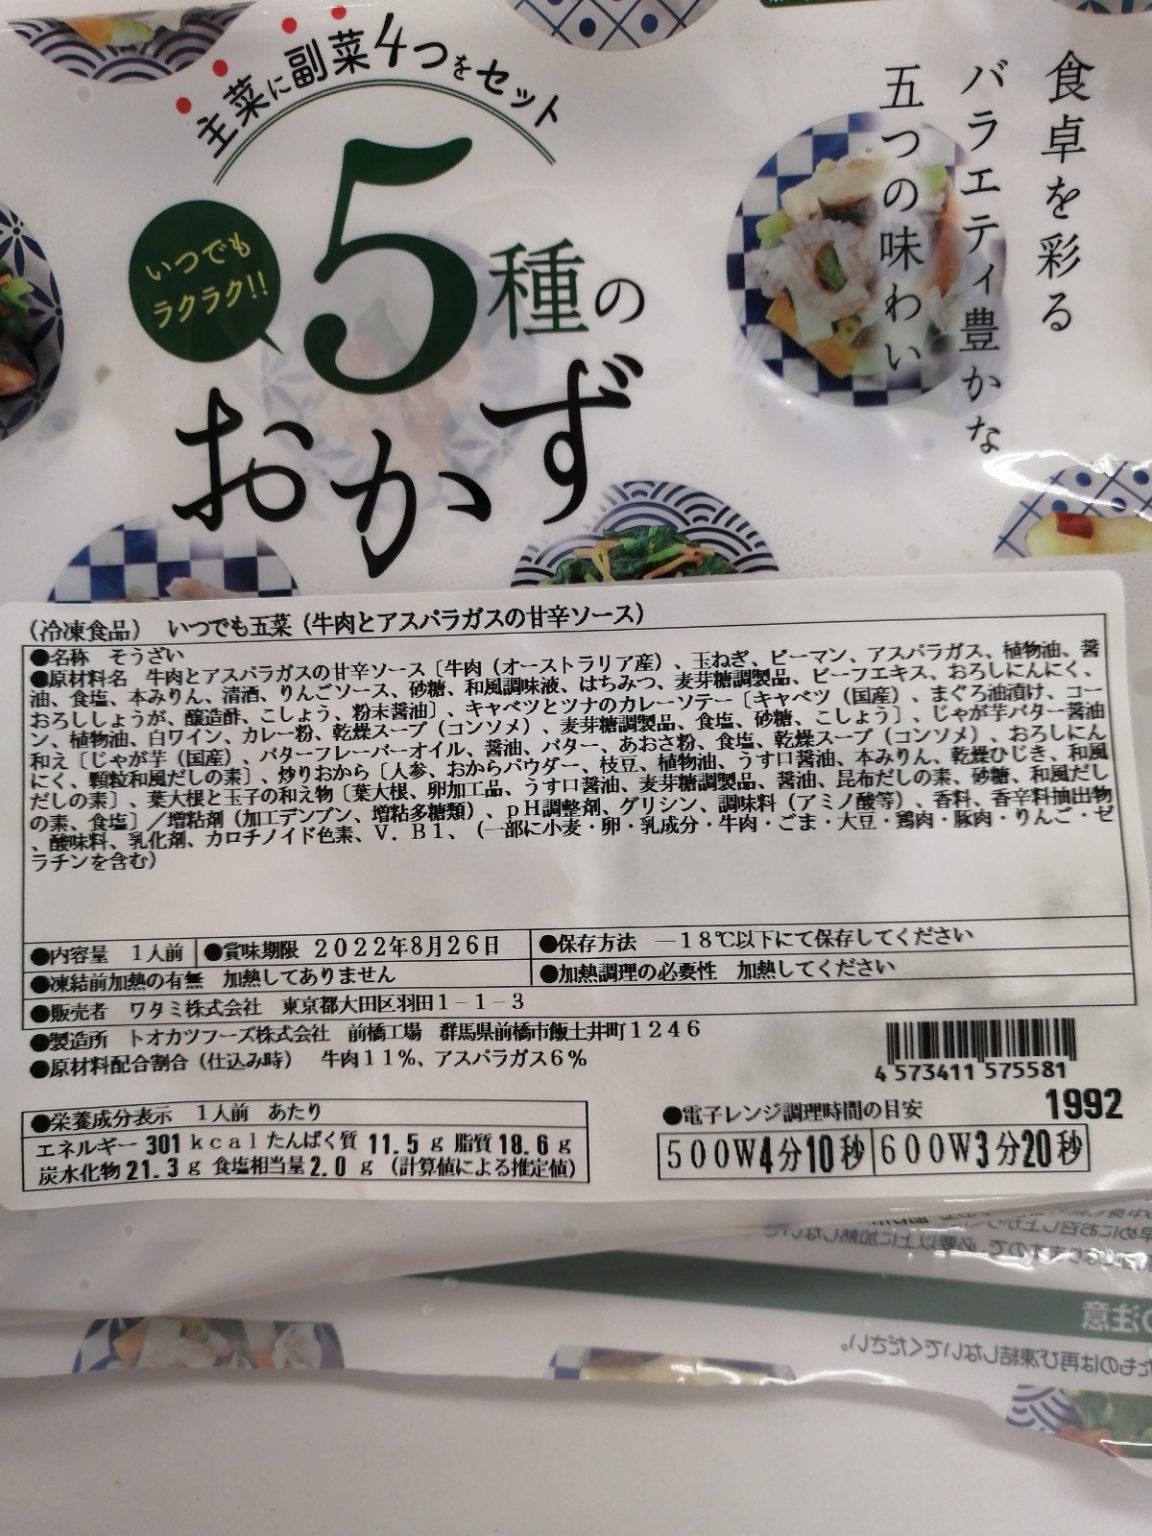 主菜に副菜4つをセット
いつでも
ラクラク!!
5種の
おかず
食卓を彩る
バラエティ豊かな
五つの味わい
(冷凍食品) いつでも五菜(牛肉とアスパラガスの甘辛ソース)
●名称 そうざい
●原材料名 牛肉とアスパラガスの甘辛ソース〔牛肉(オーストラリア産)、玉ねぎ、ピーマン、アスパラガス、植物油、醤
油、食塩、本みりん、清酒、りんごソース、砂糖、和風調味液、はちみつ、麦芽糖調製品、ビーフエキス、おろしにんにく、
おろししょうが、醸造酢、こしょう、粉末醤油〕、キャベツとツナのカレーソテー〔キャベツ(国産)、まぐろ油漬け、コー
ン、植物油、白ワイン、カレー粉、乾燥スープ(コンソメ)、麦芽糖調製品、食塩、砂糖、こしょう〕、じゃが芋バター醤油
和え〔じゃが芋(国産)、バターフレーバーオイル、醤油、バター、あおさ粉、食塩、乾燥スープ(コンソメ)、おろしにん
にく、顆粒和風だしの素〕、炒りおから〔人参、おからパウダー、枝豆、植物油、うす口醤油、本みりん、乾燥ひじき、和風
だしの素〕、葉大根と玉子の和え物〔葉大根、卵加工品、うす口醤油、麦芽糖調製品、醤油、昆布だしの素、砂糖、和風だし
の素、食塩〕/増粘剤(加工デンプン、増粘多糖類)、pH調整剤、グリシン、調味料(アミノ酸等)、香料、香辛料抽出物
、酸味料、乳化剤、カロチノイド色素、V.B1、(一部に小麦・卵・乳成分・牛肉・ごま・大豆・鶏肉・豚肉・りんご・ゼ
ラチンを含む)
●内容量 1人前 ●賞味期限 2022年8月26日 ●保存方法 -18℃以下にて保存してください
●凍結前加熱の有無 加熱してありません ●加熱調理の必要性 加熱してください
●販売者 ワタミ株式会社 東京都大田区羽田1-1-3
●製造所 トオカツフーズ株式会社 前橋工場 群馬県前橋市飯土井町1246
●原材料配合割合(仕込み時) 牛肉11%、アスパラガス6%
4 573411 575581
1992
●栄養成分表示 1人前 あたり
エネルギー 301 kcal たんぱく質 11.5 g 脂質 18.6 g
炭水化物 21.3 g 食塩相当量 2.0 g (計算値による推定値)
●電子レンジ調理時間の目安
500W4分10秒 600W3分20秒
の注意
たものは再び凍結しないでください。